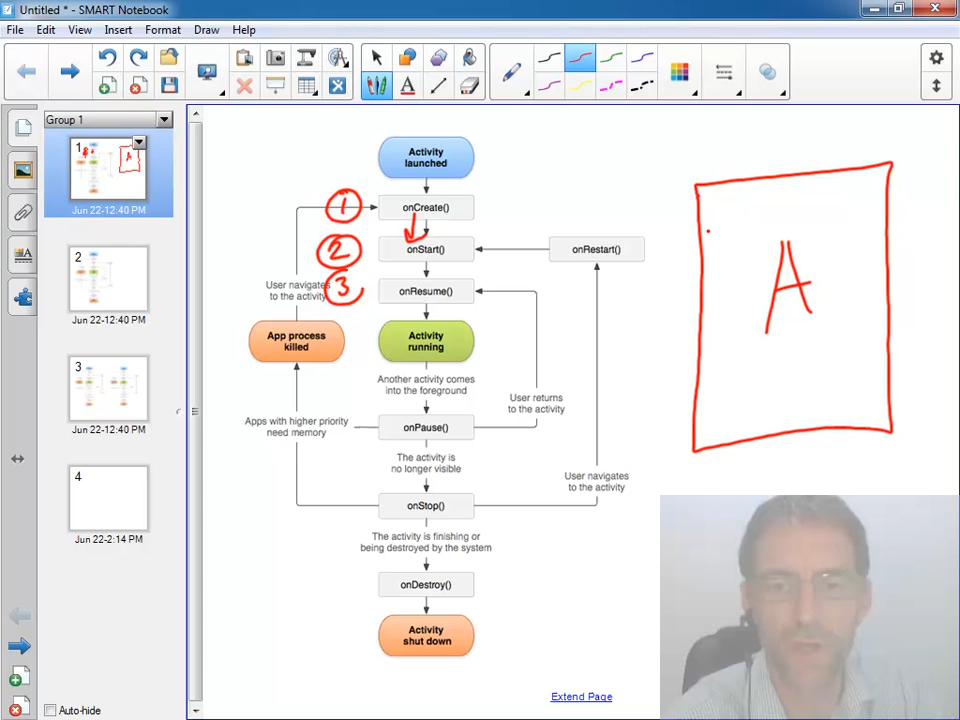 Untitled * - SMART Notebook
File Edit View Insert Format Draw Help
Group 1
1
A
Jun 22-12:40 PM
2
Jun 22-12:40 PM
3
Jun 22-12:40 PM
4
Jun 22-2:14 PM
Auto-hide
Activity
launched
1
onCreate()
2
onStart()
onRestart()
3
onResume()
User navigates
to the activity
App process
killed
Activity
running
Another activity comes
into the foreground
User returns
to the activity
Apps with higher priority
need memory
onPause()
The activity is
no longer visible
User navigates
to the activity
onStop()
The activity is finishing or
being destroyed by the system
onDestroy()
Activity
shut down
A
Extend Page